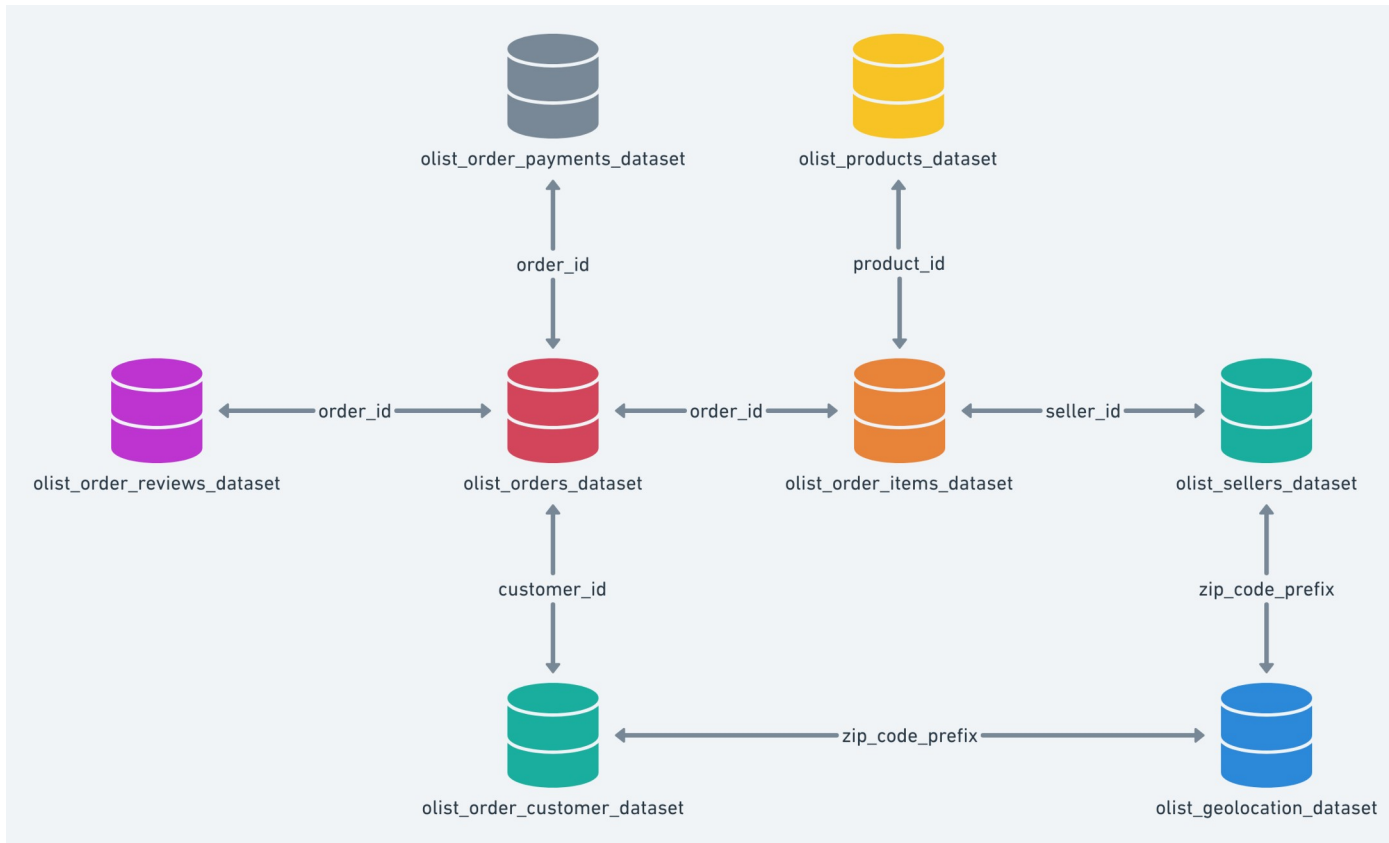 olist_order_payments_dataset
olist_products_dataset
order_id
product_id
order_id
order_id
seller_id
olist_order_reviews_dataset
olist_orders_dataset
olist_order_items_dataset
olist_sellers_dataset
customer_id
zip_code_prefix
zip_code_prefix
olist_order_customer_dataset
olist_geolocation_dataset